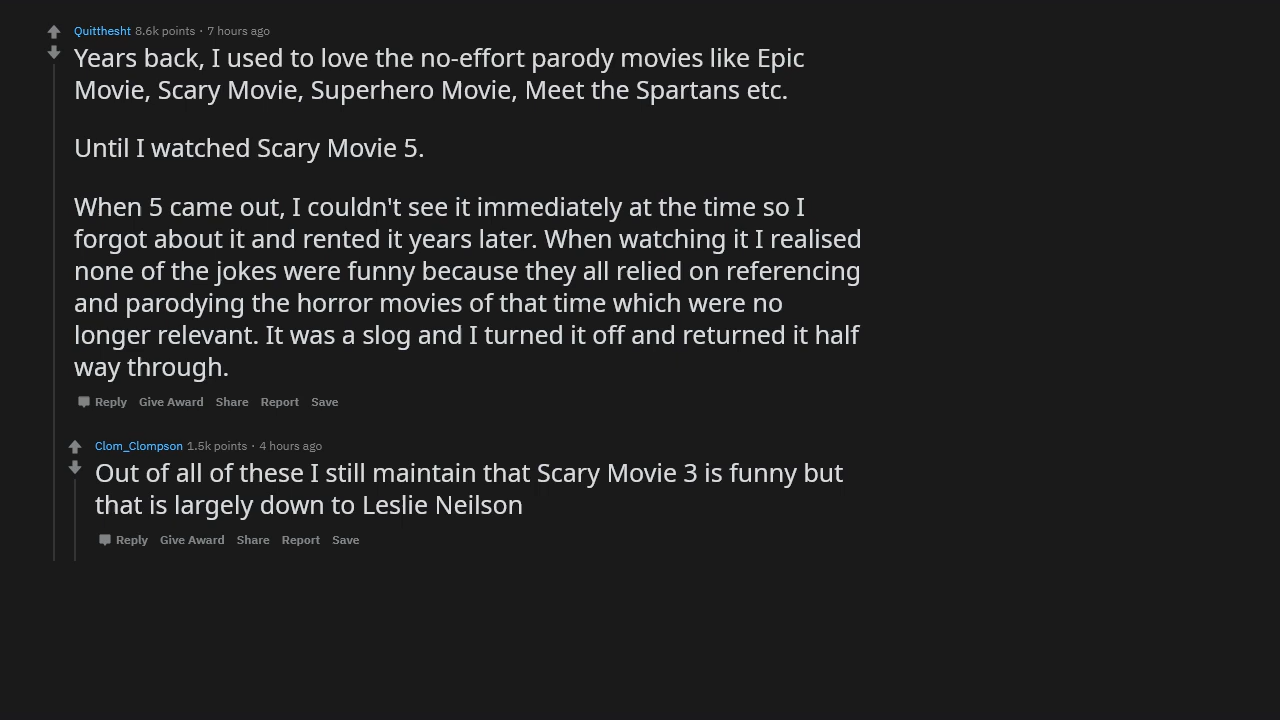 Quitthesht 8.6k points · 7 hours ago
Years back, I used to love the no-effort parody movies like Epic
Movie, Scary Movie, Superhero Movie, Meet the Spartans etc.
Until I watched Scary Movie 5.
When 5 came out, I couldn't see it immediately at the time so I
forgot about it and rented it years later. When watching it I realised
none of the jokes were funny because they all relied on referencing
and parodying the horror movies of that time which were no
longer relevant. It was a slog and I turned it off and returned it half
way through.
Reply Give Award Share Report Save
Clom_Clompson 1.5k points · 4 hours ago
Out of all of these I still maintain that Scary Movie 3 is funny but
that is largely down to Leslie Neilson
Reply Give Award Share Report Save